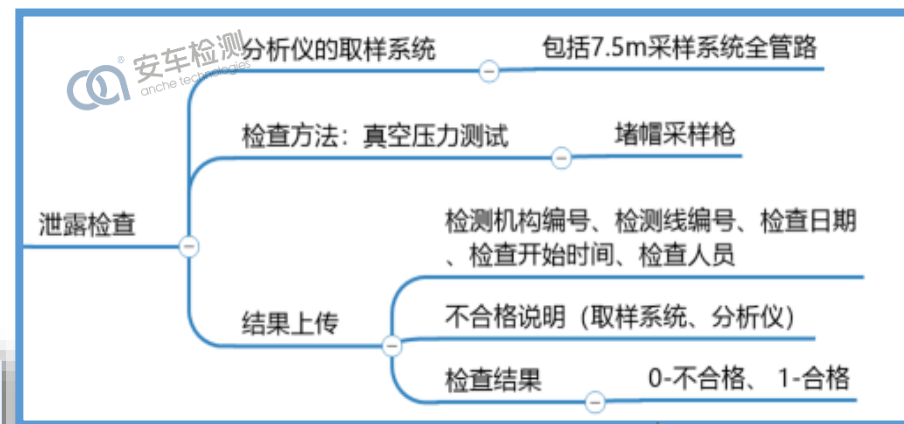 安车检测
anche technologies
分析仪的取样系统
包括7.5m采样系统全管路
检查方法：真空压力测试
堵帽采样枪
泄露检查
检测机构编号、检测线编号、检查日期
、检查开始时间、检查人员
结果上传
不合格说明（取样系统、分析仪）
检查结果
0-不合格、 1-合格